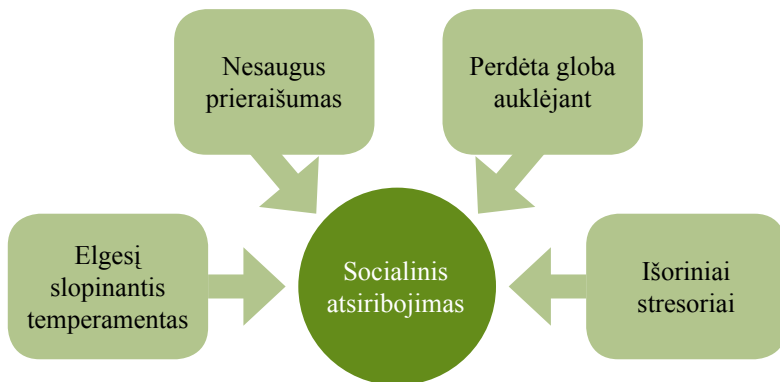 Nesaugus
prieraišumas
Perdėta globa
auklėjant
Elgesį
slopinantis
temperamentas
Socialinis
atsiribojimas
Išoriniai
stresoriai